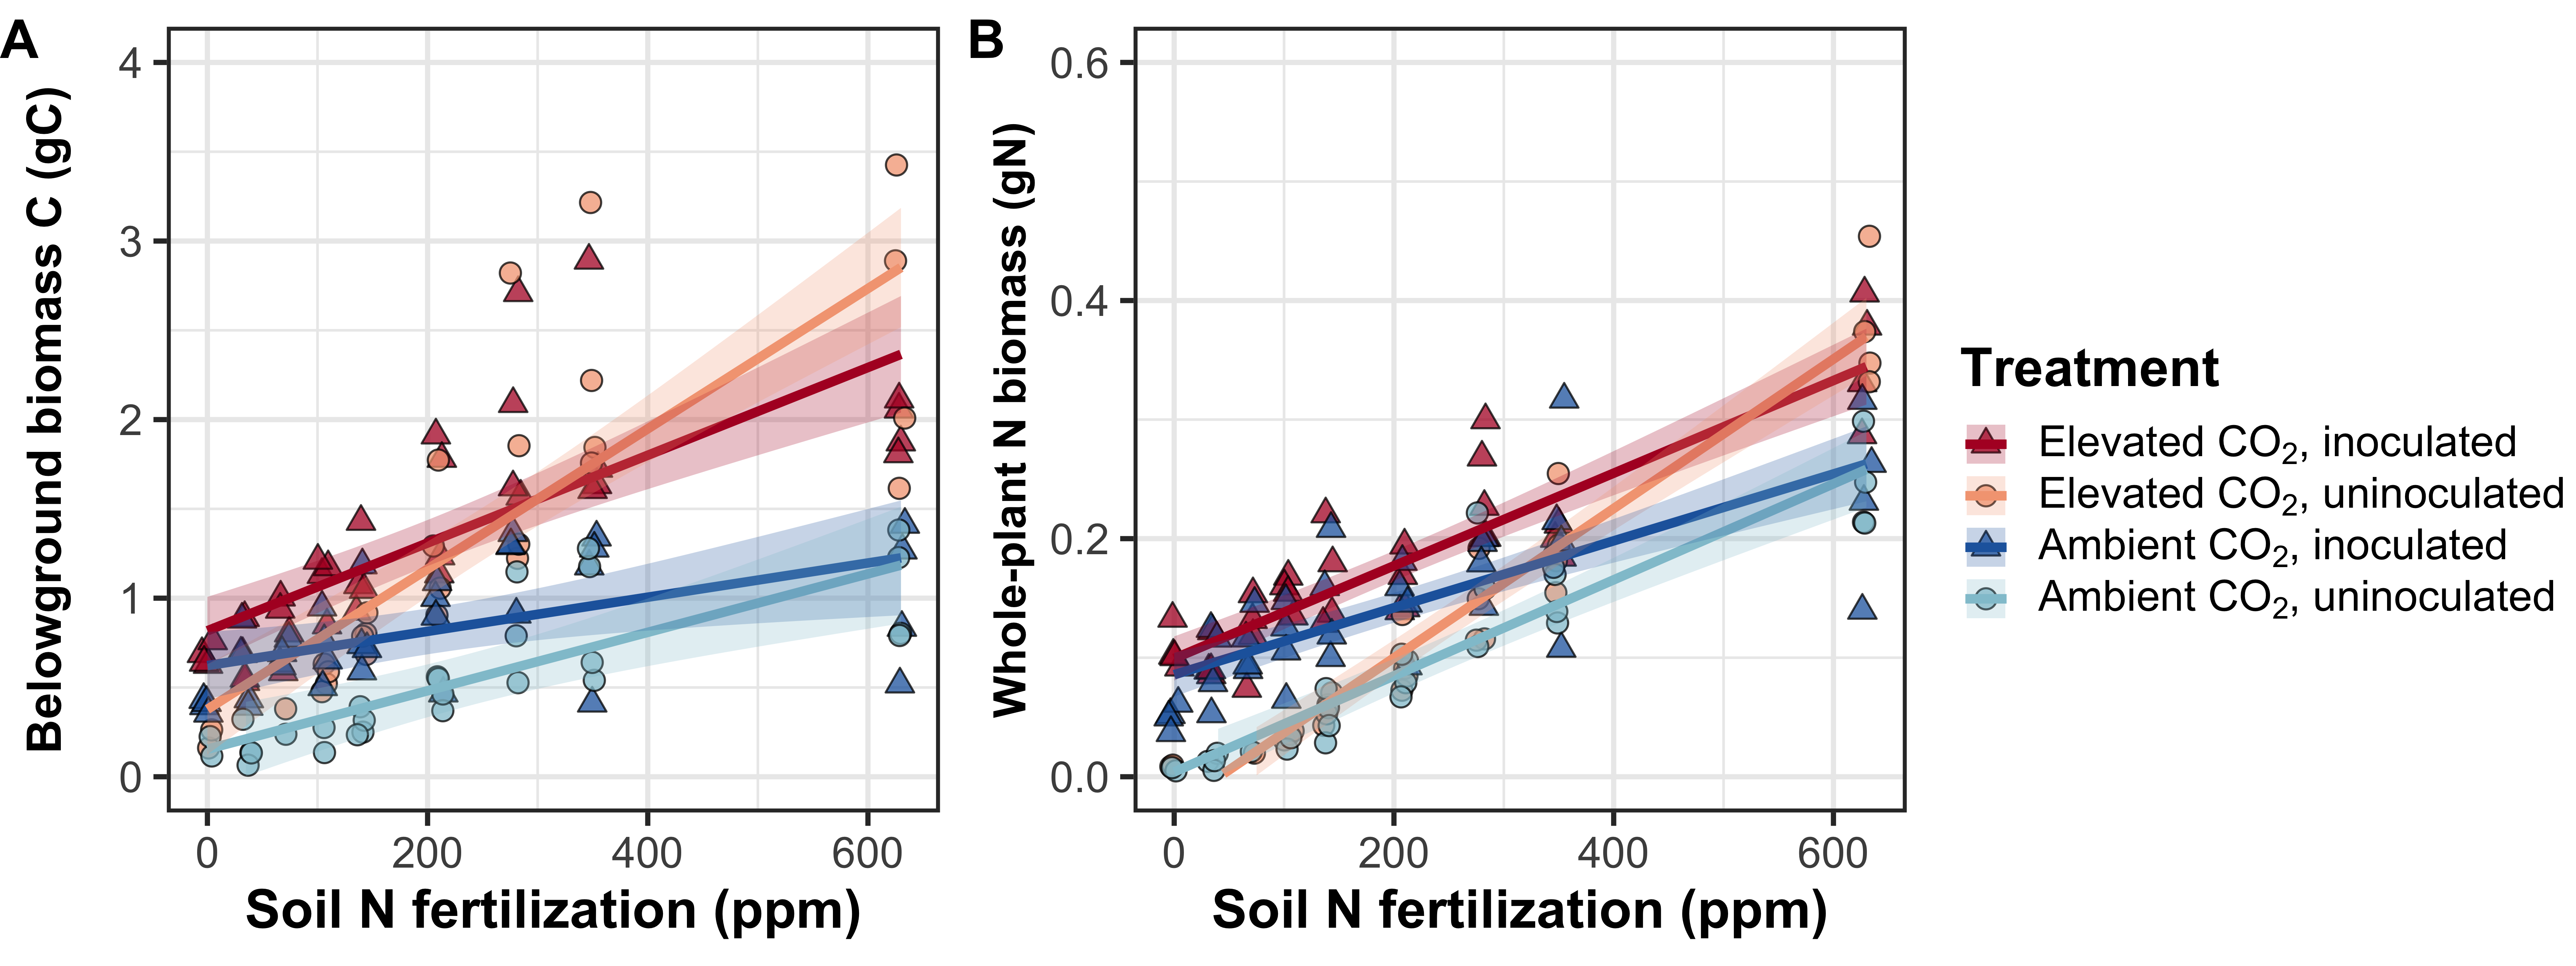 A
Belowground biomass C (gC)
4
3
2
1
0
0 200 400 600
Soil N fertilization (ppm)
B
Whole-plant N biomass (gN)
0.6
0.4
0.2
0.0
0 200 400 600
Soil N fertilization (ppm)
Treatment
Elevated CO₂, inoculated
Elevated CO₂, uninoculated
Ambient CO₂, inoculated
Ambient CO₂, uninoculated